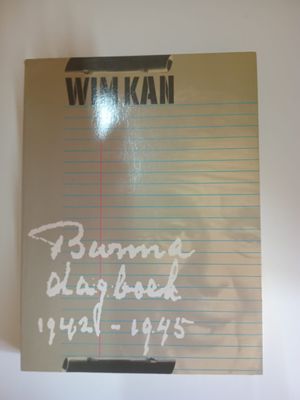 WIM KAN
Burma
dagboek
1942 - 1945